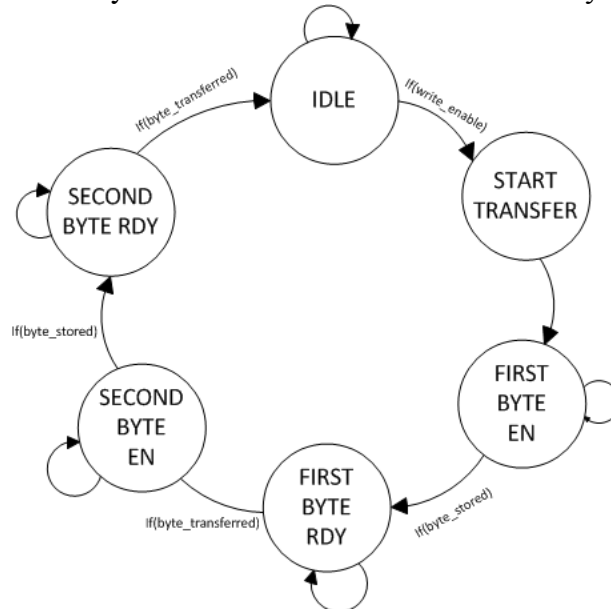 If(byte_transferred)
IDLE
If(write_enable)
START
TRANSFER
SECOND
BYTE RDY
If(byte_stored)
FIRST
BYTE
EN
SECOND
BYTE
EN
If(byte_stored)
FIRST
BYTE
RDY
If(byte_transferred)